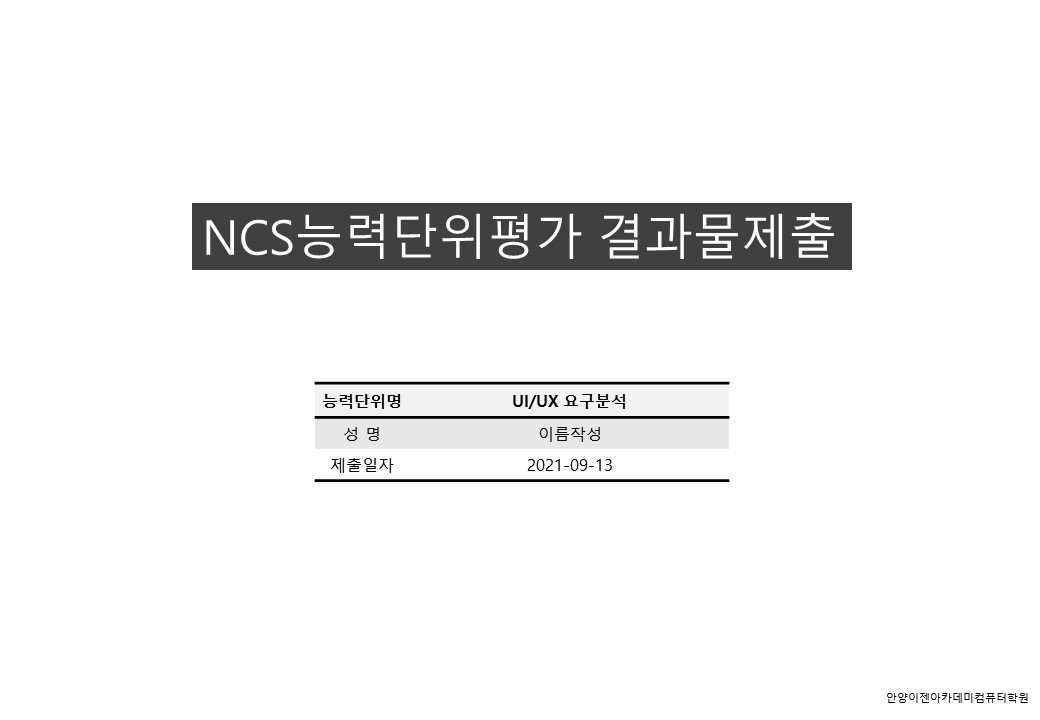 NCS능력단위평가 결과물제출
능력단위명 UI/UX 요구분석
성 명 이름작성
제출일자 2021-09-13
안양이젠아카데미컴퓨터학원